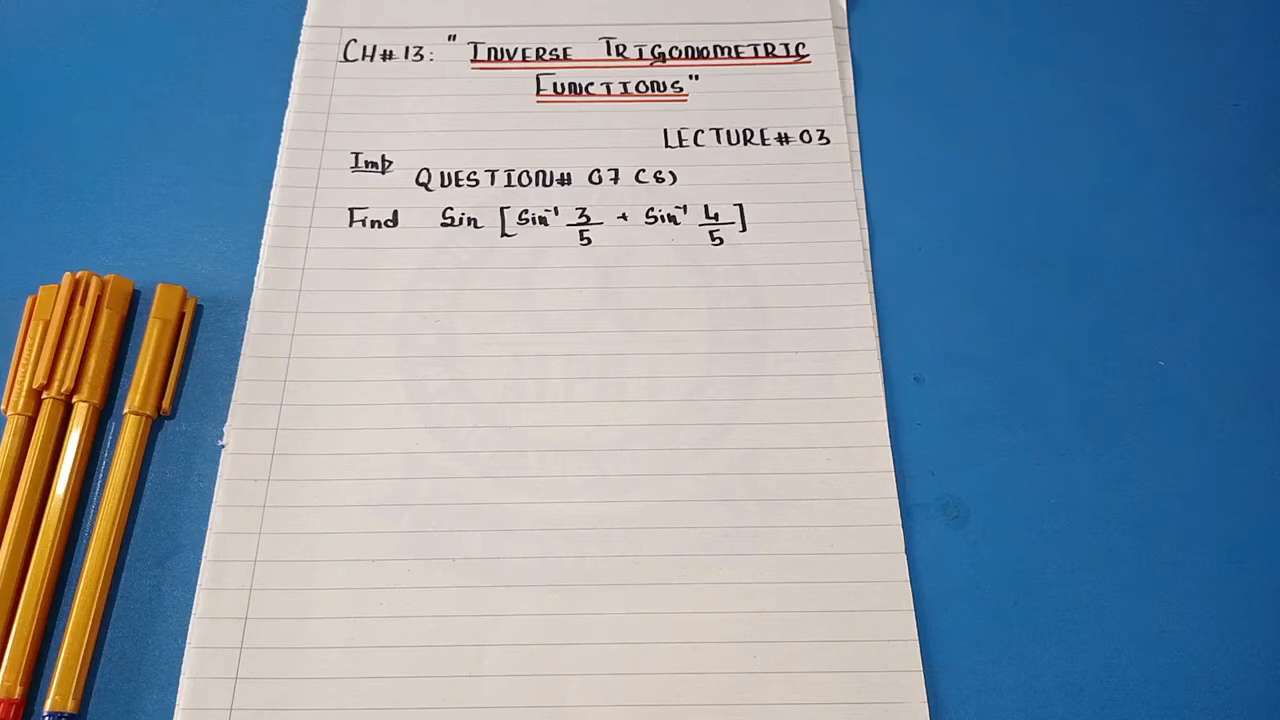 CH# 13: "INVERSE TRIGONOMETRIC
FUNCTIONS"
LECTURE# 03
Imp
QUESTION# 07 (8)
Find Sin [Sin⁻¹ 3/5 + Sin⁻¹ 4/5]